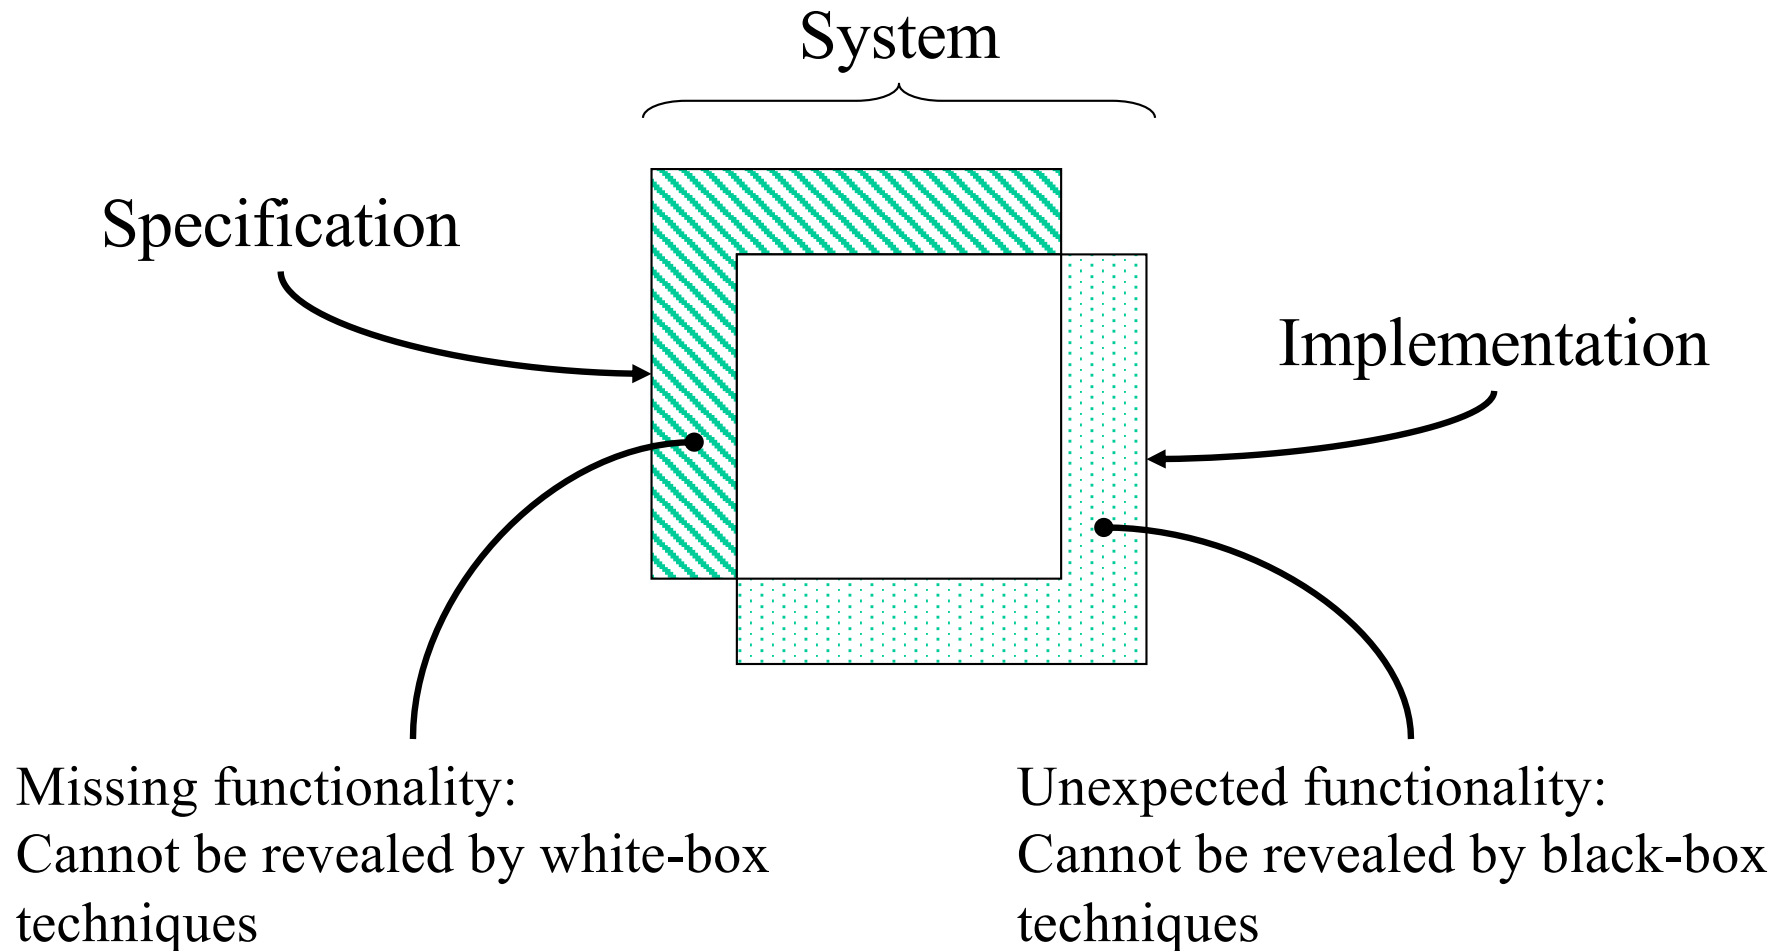 System
Specification
Implementation
Missing functionality:
Cannot be revealed by white-box
techniques
Unexpected functionality:
Cannot be revealed by black-box
techniques